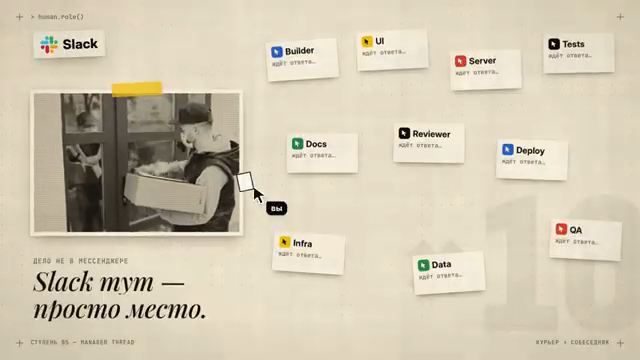 > human.role()
Slack
Builder
ждёт ответа…
UI
ждёт ответа…
Server
ждёт ответа…
Tests
ждёт ответа…
Docs
ждёт ответа…
Reviewer
ждёт ответа…
Deploy
ждёт ответа…
вы
Infra
ждёт ответа…
Data
ждёт ответа…
QA
ждёт ответа…
ДЕЛО НЕ В МЕССЕНДЖЕРЕ
Slack тут —
просто место.
СТУПЕНЬ 05 — MANAGER THREAD
КУРЬЕР > СОБЕСЕДНИК